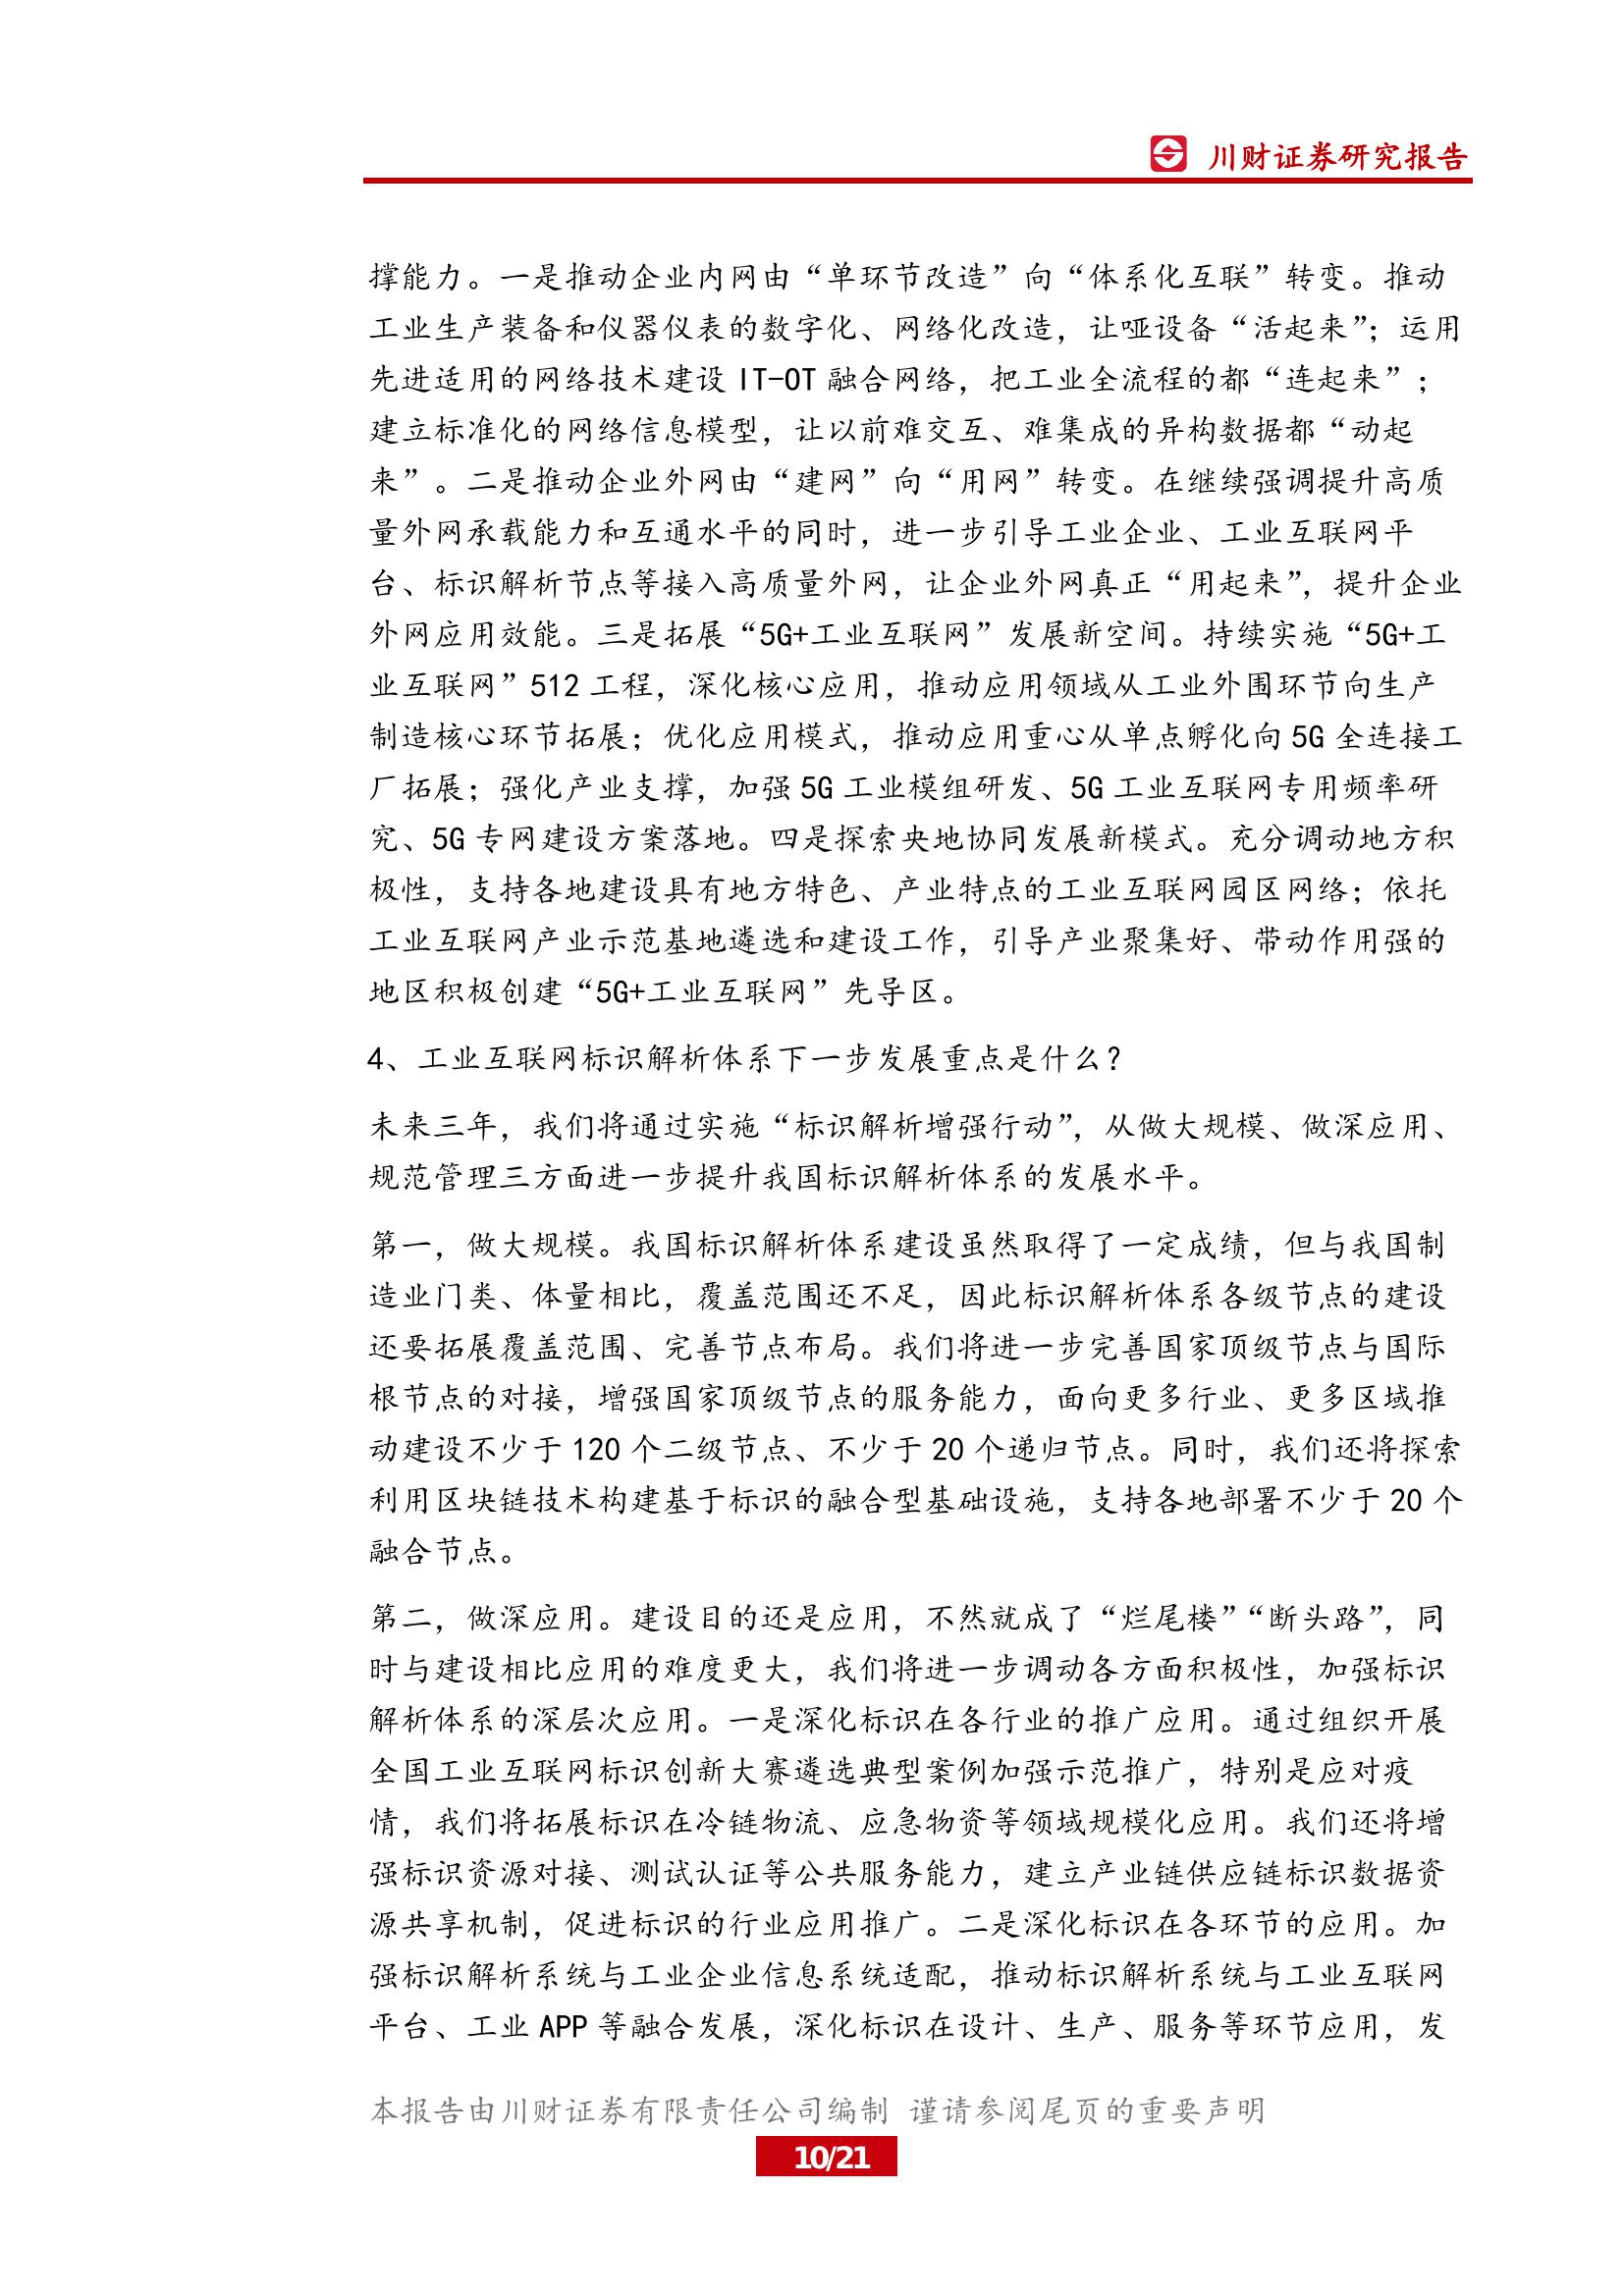 川财证券研究报告
撑能力。一是推动企业内网由“单环节改造”向“体系化互联”转变。推动
工业生产装备和仪器仪表的数字化、网络化改造，让哑设备“活起来”；运用
先进适用的网络技术建设 IT-OT 融合网络，把工业全流程的都“连起来”；
建立标准化的网络信息模型，让以前难交互、难集成的异构数据都“动起
来”。二是推动企业外网由“建网”向“用网”转变。在继续强调提升高质
量外网承载能力和互通水平的同时，进一步引导工业企业、工业互联网平
台、标识解析节点等接入高质量外网，让企业外网真正“用起来”，提升企业
外网应用效能。三是拓展“5G+工业互联网”发展新空间。持续实施“5G+工
业互联网”512 工程，深化核心应用，推动应用领域从工业外围环节向生产
制造核心环节拓展；优化应用模式，推动应用重心从单点孵化向 5G 全连接工
厂拓展；强化产业支撑，加强 5G 工业模组研发、5G 工业互联网专用频率研
究、5G 专网建设方案落地。四是探索央地协同发展新模式。充分调动地方积
极性，支持各地建设具有地方特色、产业特点的工业互联网园区网络；依托
工业互联网产业示范基地遴选和建设工作，引导产业聚集好、带动作用强的
地区积极创建“5G+工业互联网”先导区。
4、工业互联网标识解析体系下一步发展重点是什么？
未来三年，我们将通过实施“标识解析增强行动”，从做大规模、做深应用、
规范管理三方面进一步提升我国标识解析体系的发展水平。
第一，做大规模。我国标识解析体系建设虽然取得了一定成绩，但与我国制
造业门类、体量相比，覆盖范围还不足，因此标识解析体系各级节点的建设
还要拓展覆盖范围、完善节点布局。我们将进一步完善国家顶级节点与国际
根节点的对接，增强国家顶级节点的服务能力，面向更多行业、更多区域推
动建设不少于 120 个二级节点、不少于 20 个递归节点。同时，我们还将探索
利用区块链技术构建基于标识的融合型基础设施，支持各地部署不少于 20 个
融合节点。
第二，做深应用。建设目的还是应用，不然就成了“烂尾楼”“断头路”，同
时与建设相比应用的难度更大，我们将进一步调动各方面积极性，加强标识
解析体系的深层次应用。一是深化标识在各行业的推广应用。通过组织开展
全国工业互联网标识创新大赛遴选典型案例加强示范推广，特别是应对疫
情，我们将拓展标识在冷链物流、应急物资等领域规模化应用。我们还将增
强标识资源对接、测试认证等公共服务能力，建立产业链供应链标识数据资
源共享机制，促进标识的行业应用推广。二是深化标识在各环节的应用。加
强标识解析系统与工业企业信息系统适配，推动标识解析系统与工业互联网
平台、工业 APP 等融合发展，深化标识在设计、生产、服务等环节应用，发
本报告由川财证券有限责任公司编制 谨请参阅尾页的重要声明
10/21